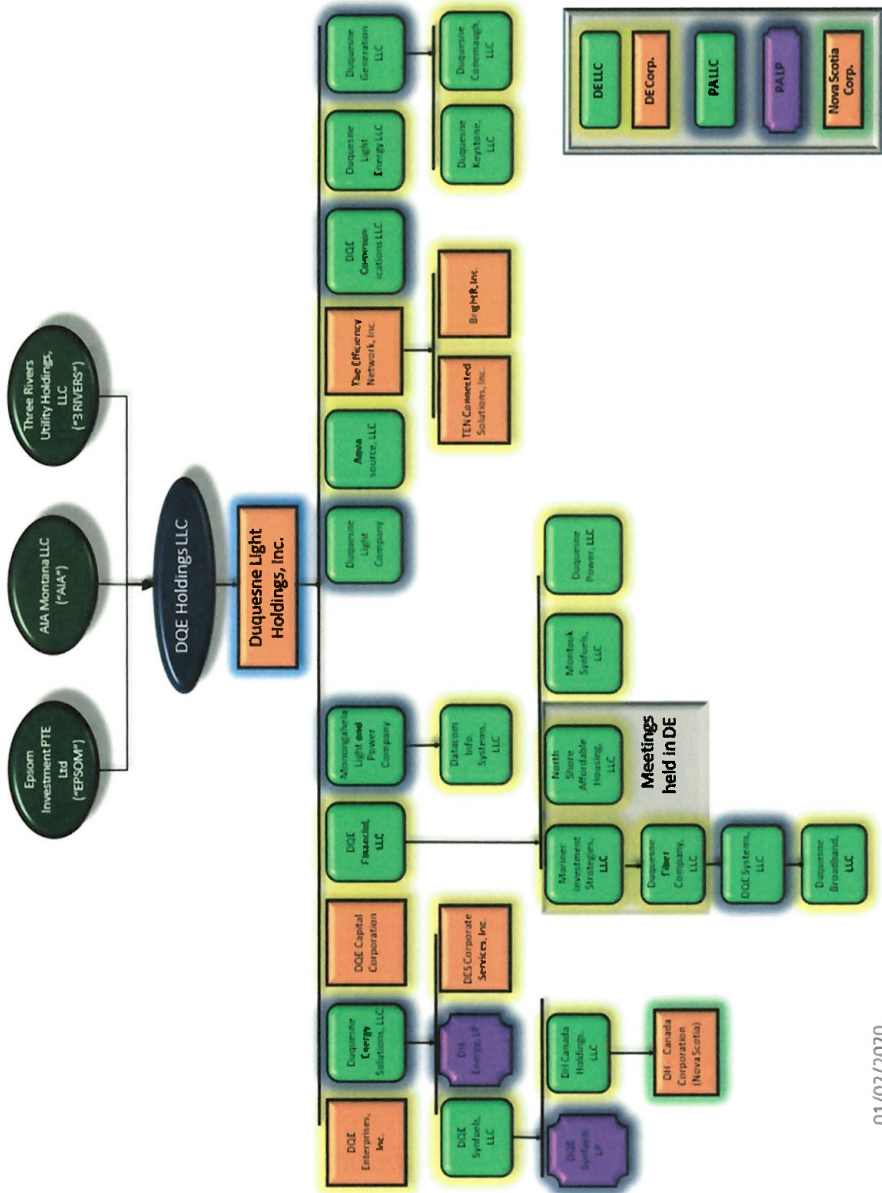 Epsom
Investment PTE
Ltd
("EPSOM")
AIA Montana LLC
("AIA")
Three Rivers
Utility Holdings,
LLC
("3 RIVERS")
DQE Holdings LLC
Duquesne Light
Holdings, Inc.
DQE
Enterprises,
Inc.
Duquesne
Energy
Solutions, LLC
DQE Capital
Corporation
DQE
Financial,
LLC
Monongahela
Light and
Power
Company
Duquesne
Light
Company
Aqua
source, LLC
The Efficiency
Network, Inc.
DQE
Commun
ications LLC
Duquesne
Light
Energy LLC
Duquesne
Generation
LLC
DQE
Synfuels,
LLC
DH
Energy, LP
DES Corporate
Services, Inc.
Datacom
Info.
Systems,
LLC
TEN Connected
Solutions, Inc.
BrightR, Inc.
Duquesne
Keystone,
LLC
Duquesne
Conemaugh,
LLC
DQE
Synfuels
LP
DH Canada
Holdings,
LLC
DH Canada
Corporation
(Nova Scotia)
Mariner
Investment
Strategies,
LLC
North
Shore
Affordable
Housing,
LLC
Montauk
Synfuels,
LLC
Duquesne
Power, LLC
Duquesne
Fiber
Company,
LLC
Meetings
held in DE
DQE Systems,
LLC
Duquesne
Broadband,
LLC
DE LLC
DE Corp.
PA LLC
PA LP
Nova Scotia
Corp.
01/02/2020